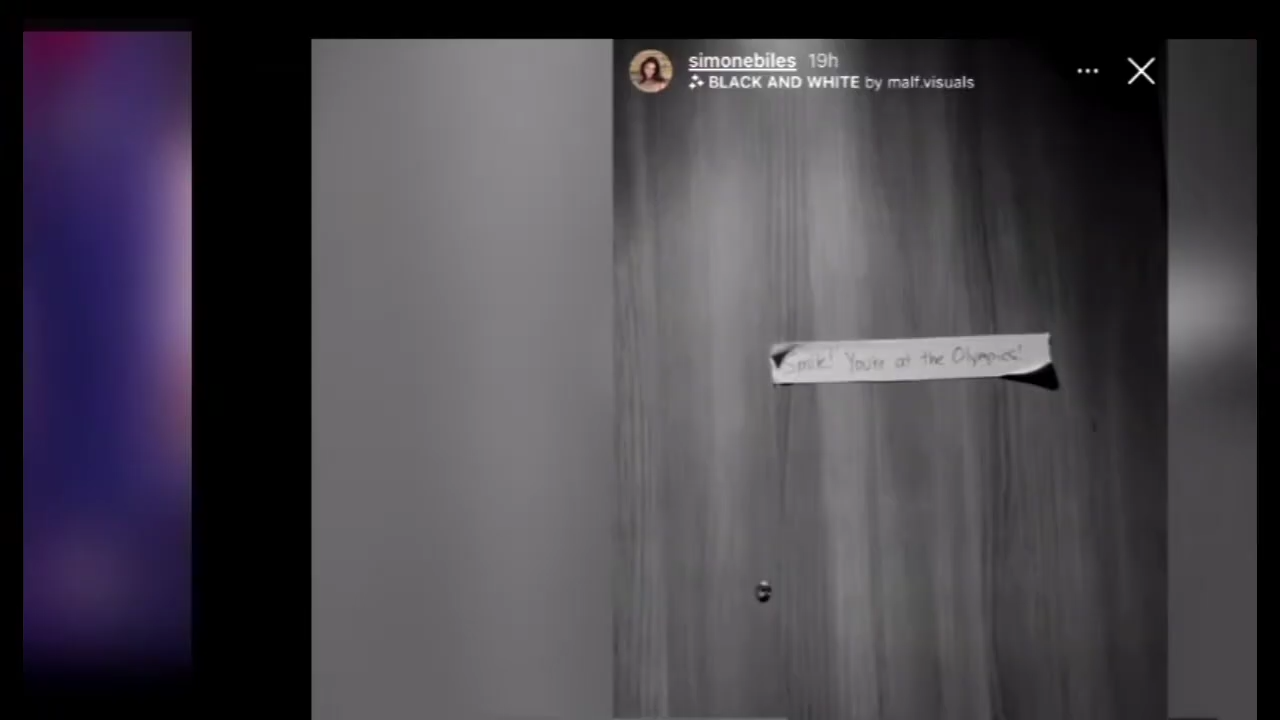 simonebiles 19h
BLACK AND WHITE by malf.visuals
Smile! You're at the Olympics!